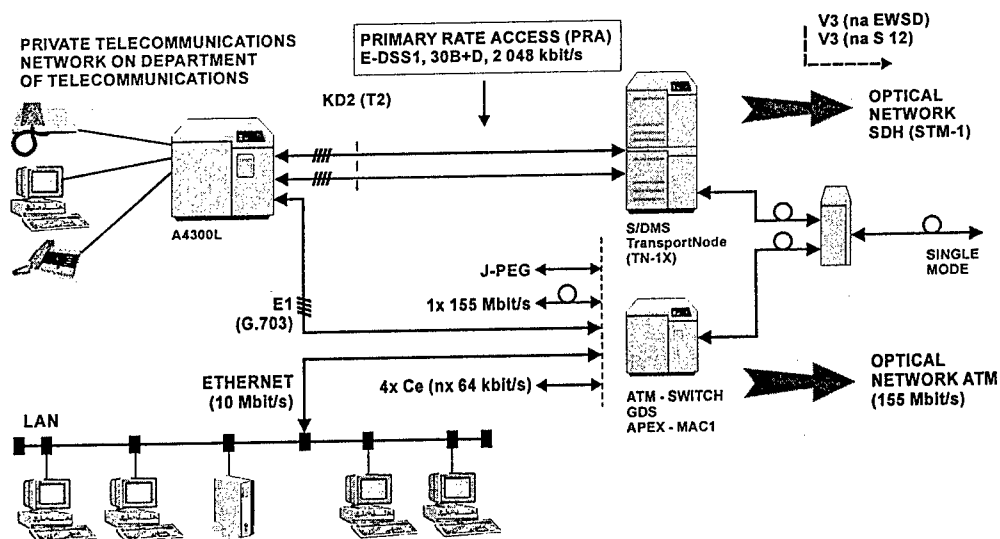 PRIVATE TELECOMMUNICATIONS
NETWORK ON DEPARTMENT
OF TELECOMMUNICATIONS
PRIMARY RATE ACCESS (PRA)
E-DSS1, 30B+D, 2 048 kbit/s
V3 (na EWSD)
V3 (na S 12)
KD2 (T2)
OPTICAL
NETWORK
SDH (STM-1)
A4300L
S/DMS
TransportNode
(TN-1X)
SINGLE
MODE
J-PEG
1x 155 Mbit/s
E1
(G.703)
ETHERNET
(10 Mbit/s)
4x Ce (nx 64 kbit/s)
ATM - SWITCH
GDS
APEX - MAC1
OPTICAL
NETWORK ATM
(155 Mbit/s)
LAN